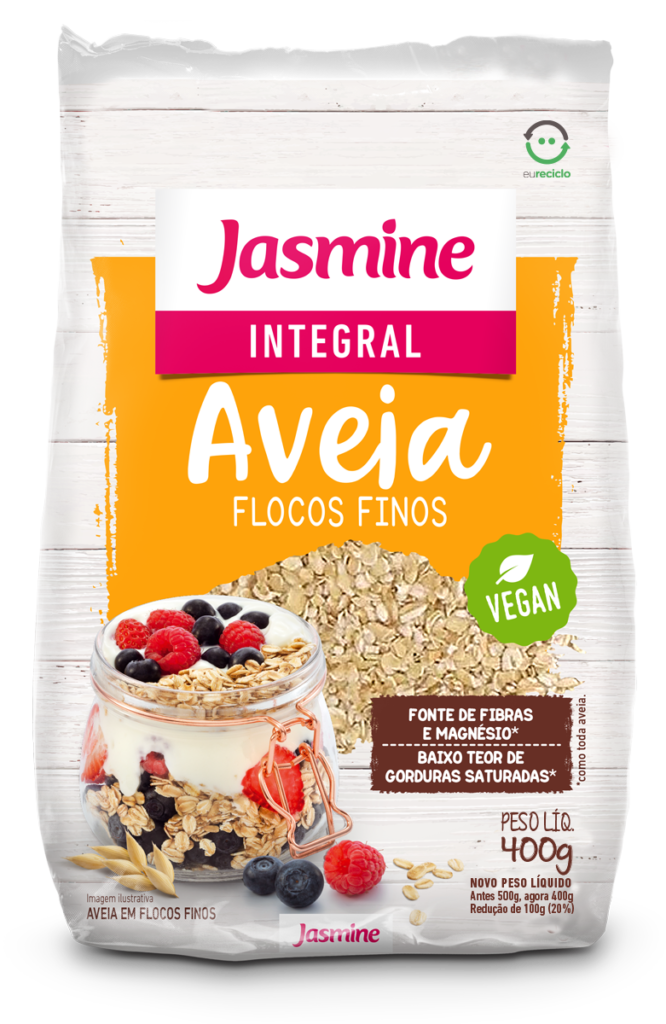 eureciclo
Jasmine
INTEGRAL
Aveia
FLOCOS FINOS
VEGAN
FONTE DE FIBRAS
E MAGNÉSIO*
BAIXO TEOR DE
GORDURAS SATURADAS*
*como toda aveia.
PESO LÍQ.
400g
NOVO PESO LÍQUIDO
Antes 500g, agora 400g
Redução de 100g (20%)
Imagem ilustrativa
AVEIA EM FLOCOS FINOS
Jasmine